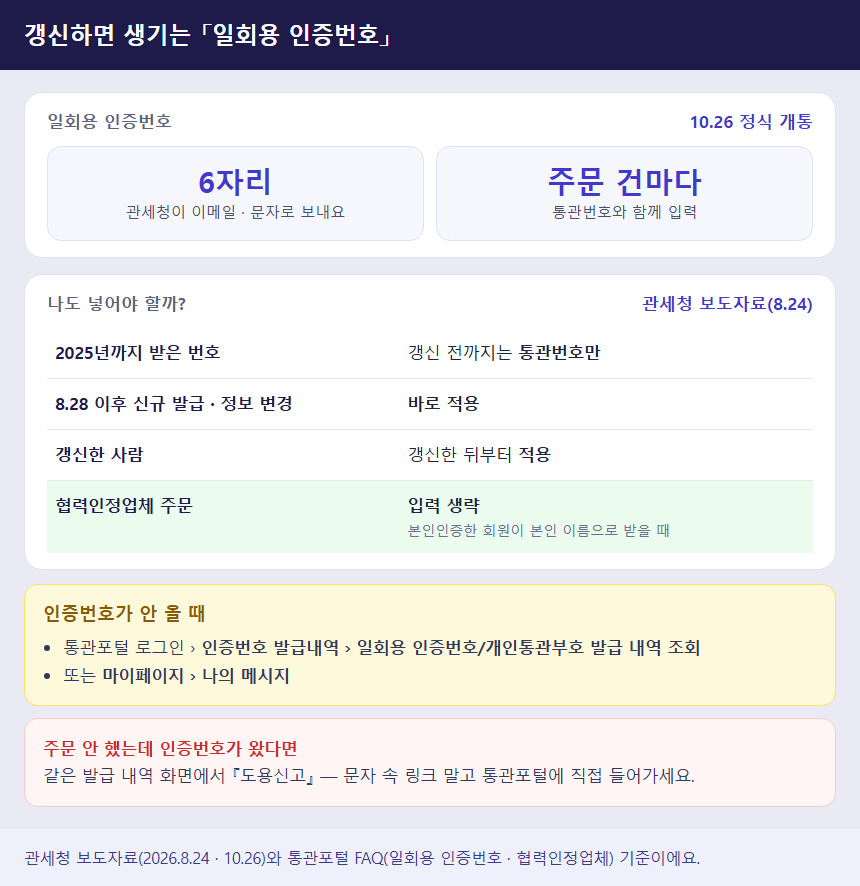 갱신하면 생기는 「일회용 인증번호」
일회용 인증번호
10.26 정식 개통
6자리
관세청이 이메일 · 문자로 보내요
주문 건마다
통관번호와 함께 입력
나도 넣어야 할까?
관세청 보도자료(8.24)
2025년까지 받은 번호
갱신 전까지는 통관번호만
8.28 이후 신규 발급 · 정보 변경
바로 적용
갱신한 사람
갱신한 뒤부터 적용
협력인정업체 주문
입력 생략
본인인증한 회원이 본인 이름으로 받을 때
인증번호가 안 올 때
• 통관포털 로그인 › 인증번호 발급내역 › 일회용 인증번호/개인통관부호 발급 내역 조회
• 또는 마이페이지 › 나의 메시지
주문 안 했는데 인증번호가 왔다면
같은 발급 내역 화면에서 『도용신고』 — 문자 속 링크 말고 통관포털에 직접 들어가세요.
관세청 보도자료(2026.8.24 · 10.26)와 통관포털 FAQ(일회용 인증번호 · 협력인정업체) 기준이에요.